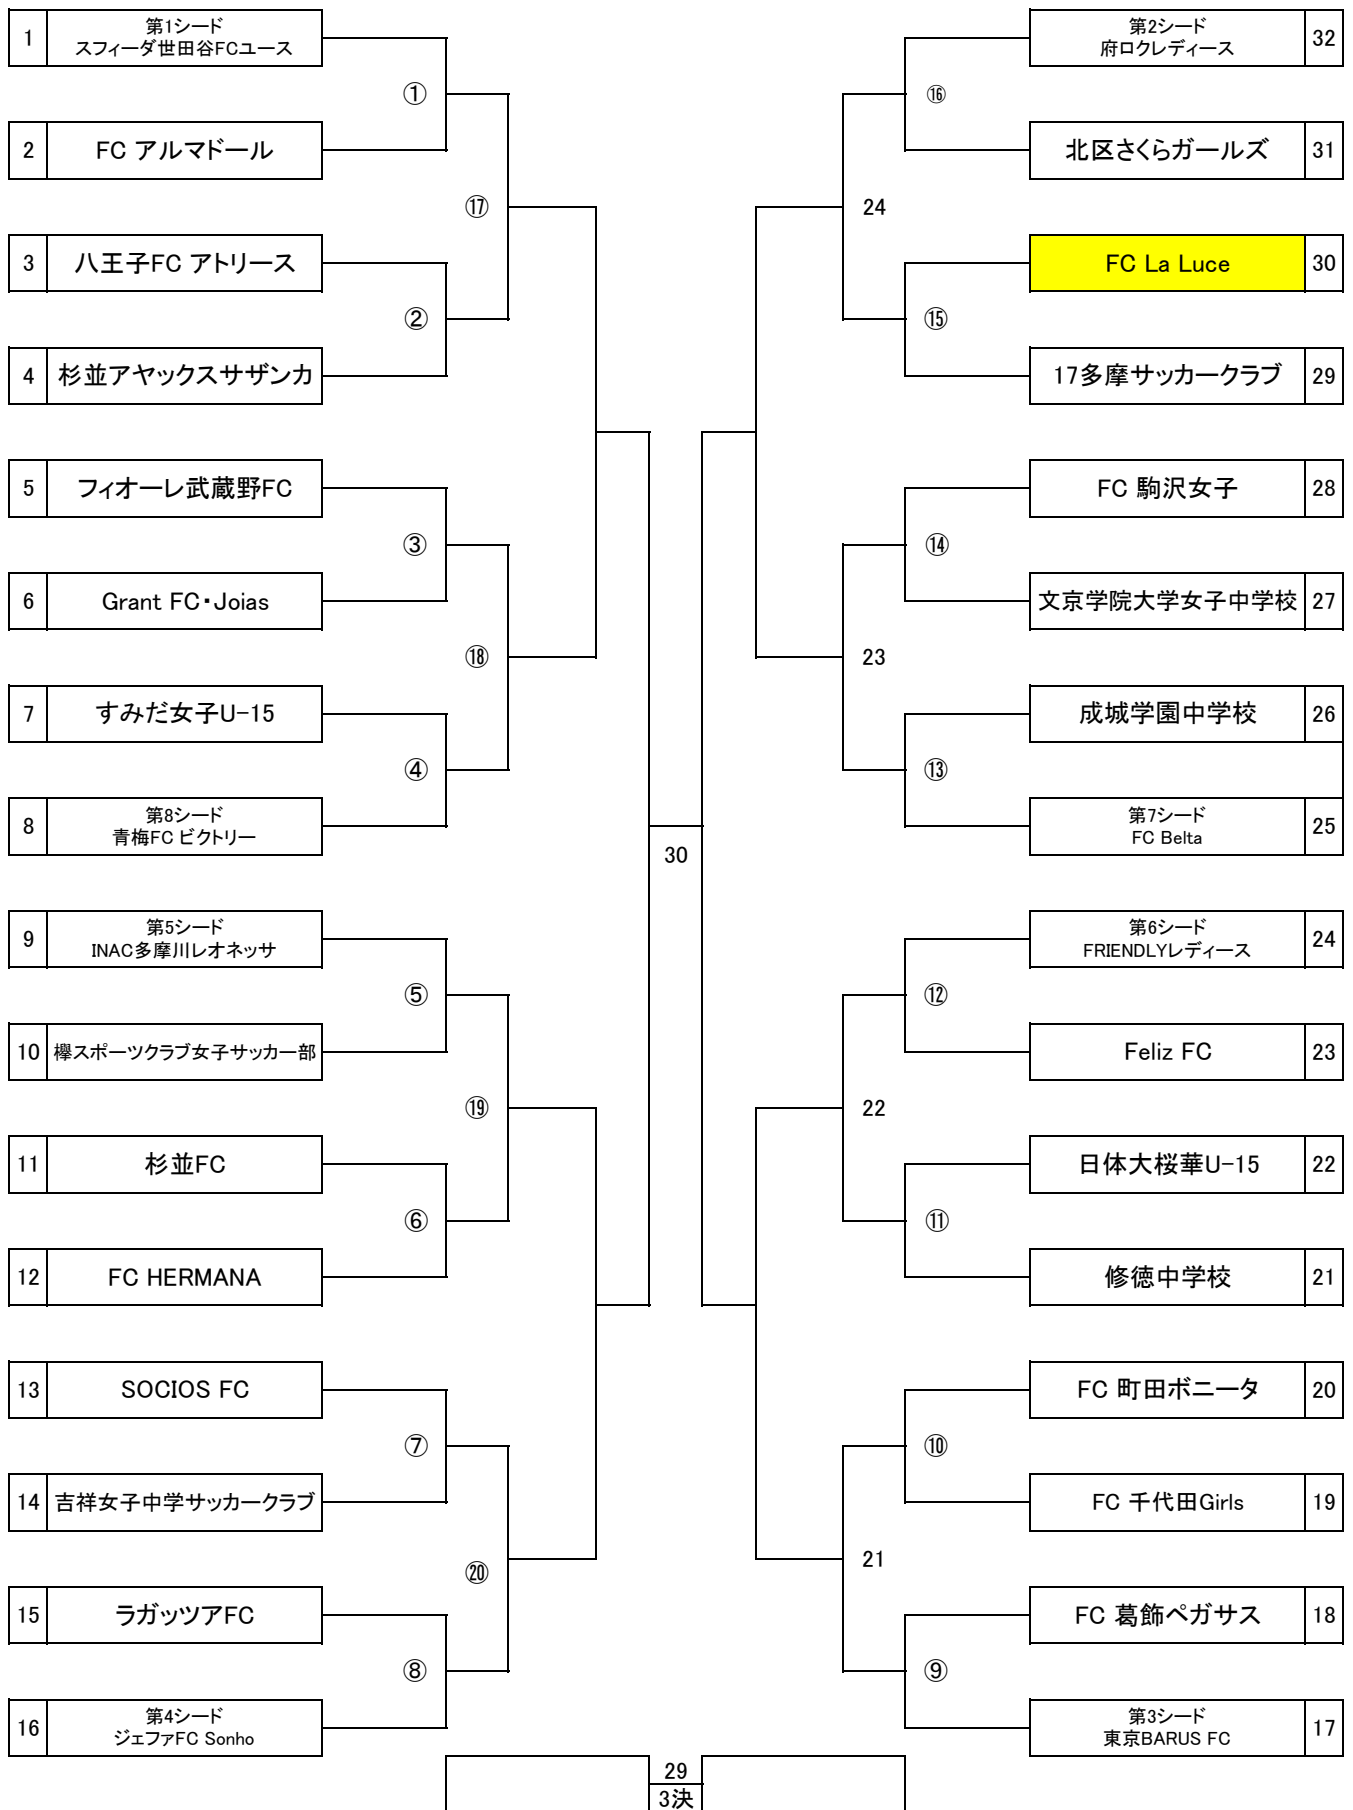 1
第1シード
スフィーダ世田谷FCユース
①
2
FC アルマドール
⑰
3
八王子FC アトリース
②
4
杉並アヤックスサザンカ
5
フィオーレ武蔵野FC
③
6
Grant FC・Joias
⑱
7
すみだ女子U-15
④
8
第8シード
青梅FC ビクトリー
9
第5シード
INAC多摩川レオネッサ
⑤
10
欅スポーツクラブ女子サッカー部
⑲
11
杉並FC
⑥
12
FC HERMANA
13
SOCIOS FC
⑦
14
吉祥女子中学サッカークラブ
⑳
15
ラガッツアFC
⑧
16
第4シード
ジェファFC Sonho
30
第2シード
府ロクレディース
32
⑯
北区さくらガールズ
31
24
FC La Luce
30
⑮
17多摩サッカークラブ
29
FC 駒沢女子
28
⑭
文京学院大学女子中学校
27
23
成城学園中学校
26
⑬
第7シード
FC Belta
25
第6シード
FRIENDLYレディース
24
⑫
Feliz FC
23
22
日体大桜華U-15
22
⑪
修徳中学校
21
FC 町田ボニータ
20
⑩
FC 千代田Girls
19
21
FC 葛飾ペガサス
18
⑨
第3シード
東京BARUS FC
17
29
3決